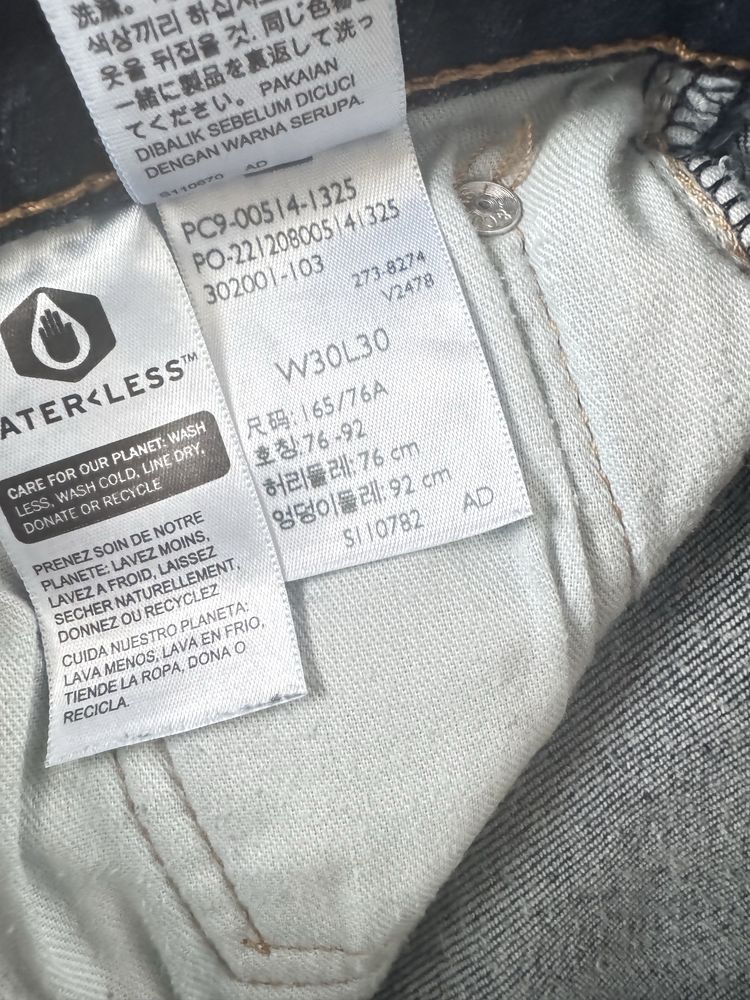 洗濯。
색상끼리 하십시오
옷을 뒤집을 것. 同じ色物
一緒に製品を裏返して洗っ
てください。 PAKAIAN
DIBALIK SEBELUM DICUCI
DENGAN WARNA SERUPA.
S110670 AD
PC9-00514-1325
PO-221208005141325
302001-103
273-8274
V2478
W30L30
尺码:165/76A
호칭:76-92
허리둘레:76 cm
엉덩이둘레:92 cm
S110782 AD
ATER<LESS™
CARE FOR OUR PLANET: WASH
LESS, WASH COLD, LINE DRY,
DONATE OR RECYCLE
PRENEZ SOIN DE NOTRE
PLANETE: LAVEZ MOINS,
LAVEZ A FROID, LAISSEZ
SECHER NATURELLEMENT,
DONNEZ OU RECYCLEZ
CUIDA NUESTRO PLANETA:
LAVA MENOS, LAVA EN FRIO,
TIENDE LA ROPA, DONA O
RECICLA.